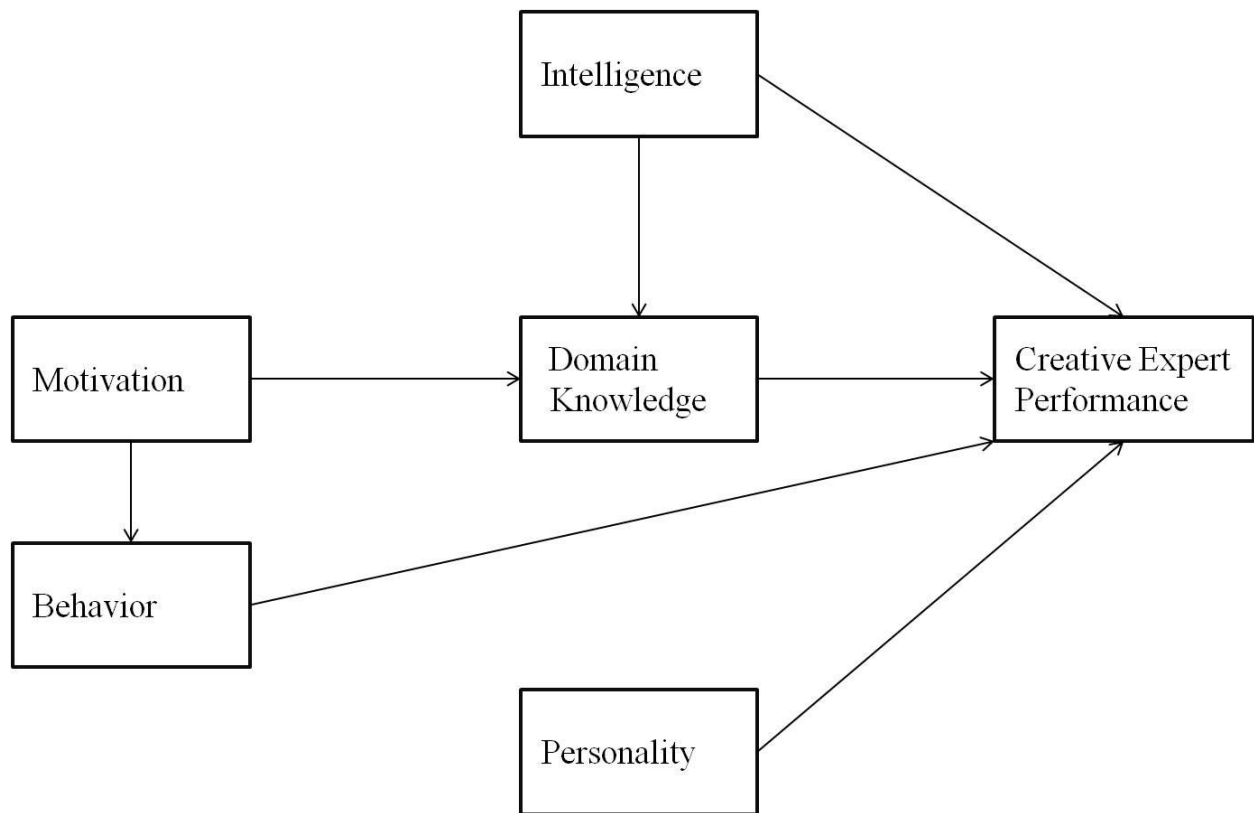 Intelligence
Motivation
Domain
Knowledge
Creative Expert
Performance
Behavior
Personality